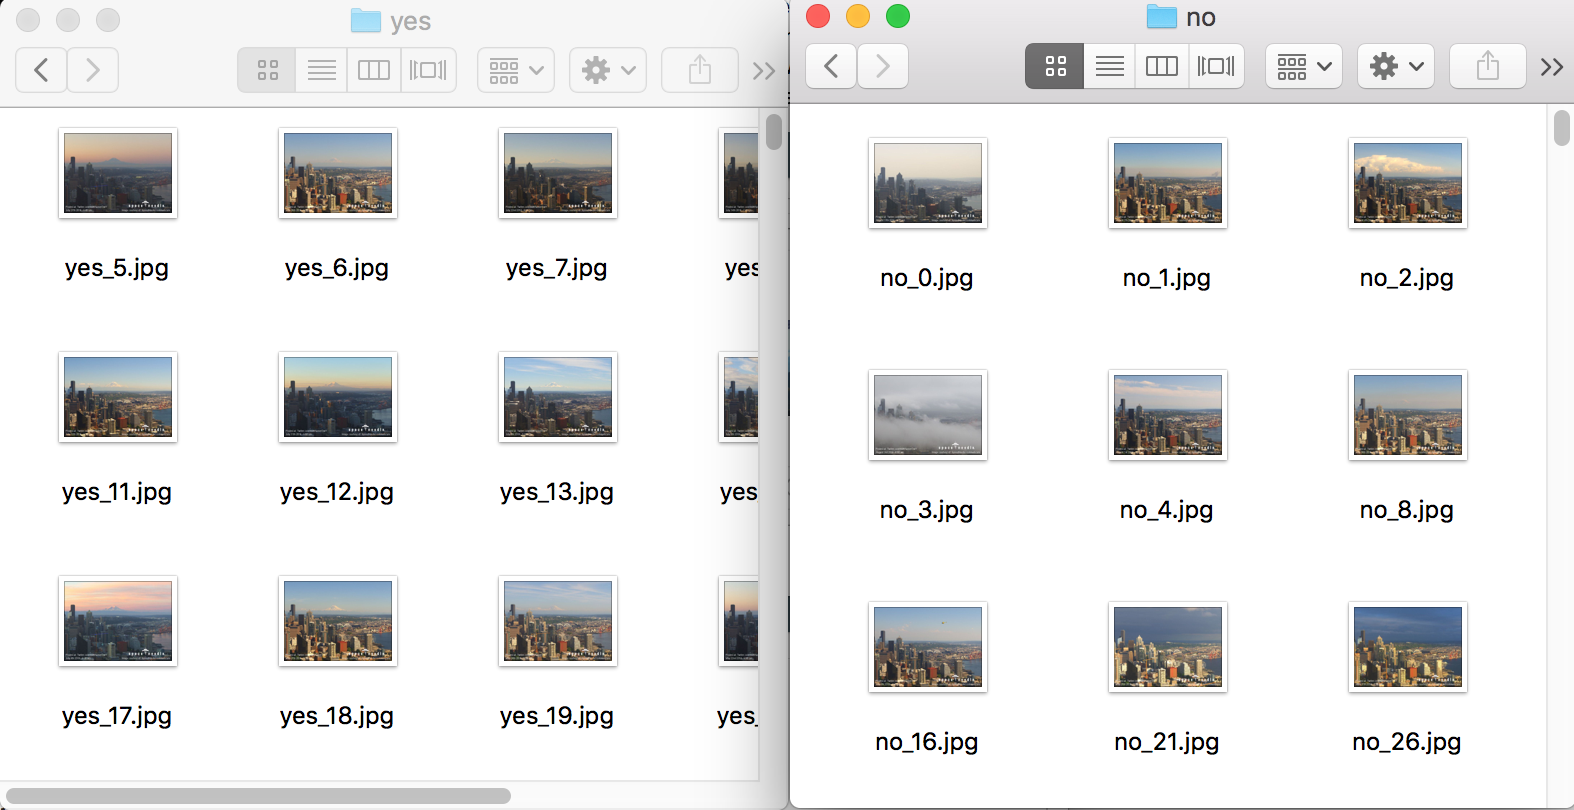 yes
yes_5.jpg
yes_6.jpg
yes_7.jpg
yes
yes_11.jpg
yes_12.jpg
yes_13.jpg
yes
yes_17.jpg
yes_18.jpg
yes_19.jpg
yes_
no
no_0.jpg
no_1.jpg
no_2.jpg
no_3.jpg
no_4.jpg
no_8.jpg
no_16.jpg
no_21.jpg
no_26.jpg